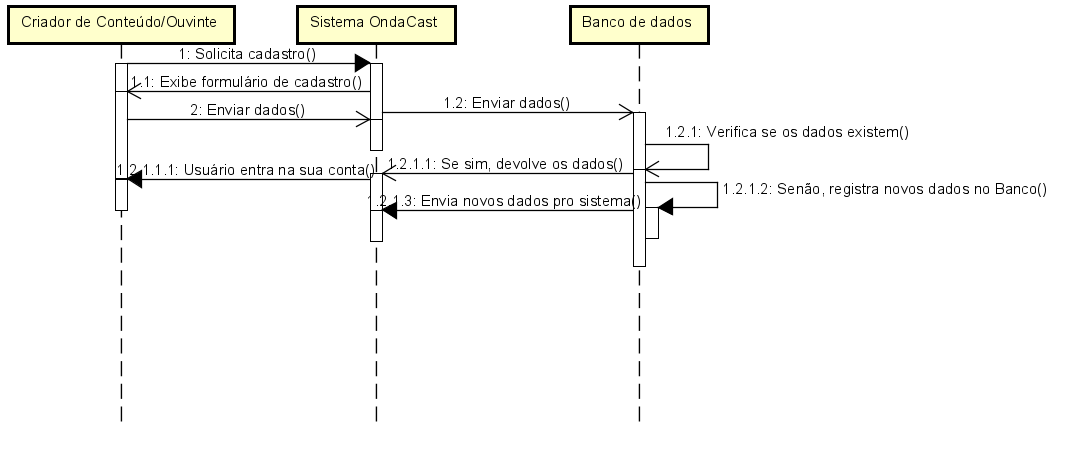 Criador de Conteúdo/Ouvinte
Sistema OndaCast
Banco de dados
1: Solicita cadastro()
1.1: Exibe formulário de cadastro()
1.2: Enviar dados()
2: Enviar dados()
1.2.1: Verifica se os dados existem()
1.2.1.1: Se sim, devolve os dados()
1.2.1.1.1: Usuário entra na sua conta()
1.2.1.2: Senão, registra novos dados no Banco()
1.2.1.3: Envia novos dados pro sistema()